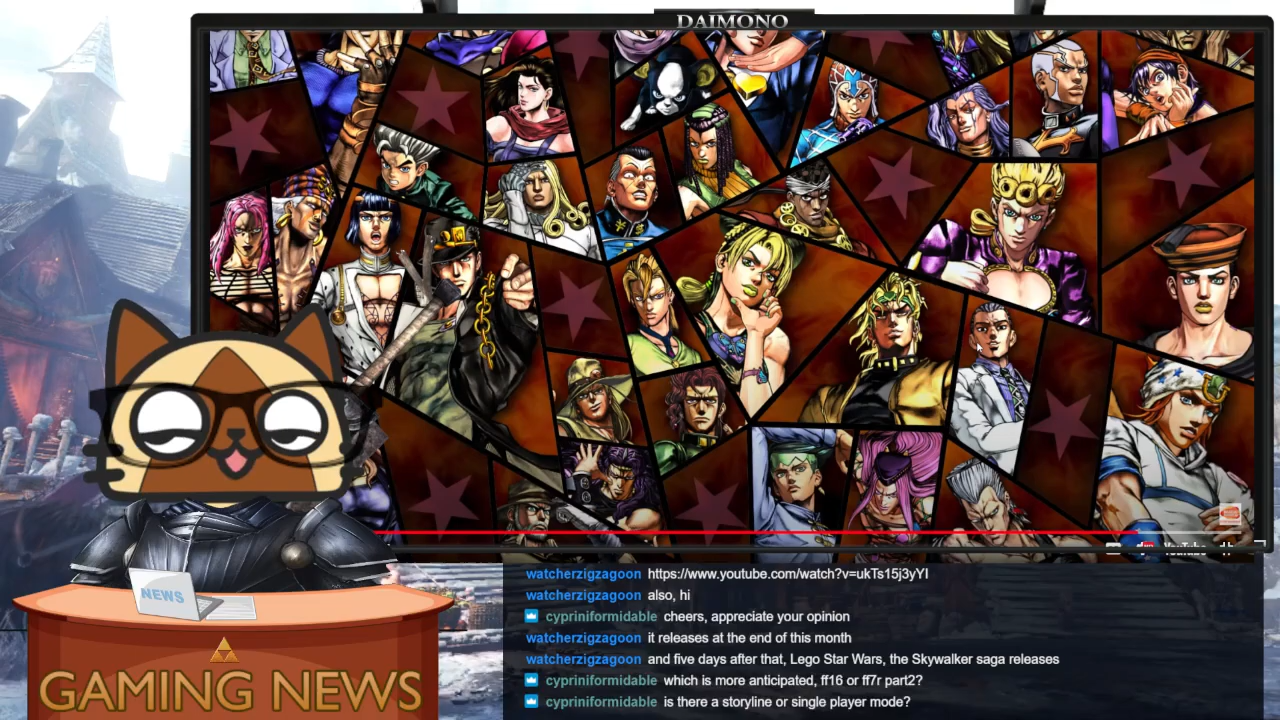 DAIMONO
YouTube
watcherzigzagoon https://www.youtube.com/watch?v=ukTs15j3yYI
watcherzigzagoon also, hi
cypriniformidable cheers, appreciate your opinion
watcherzigzagoon it releases at the end of this month
watcherzigzagoon and five days after that, Lego Star Wars, the Skywalker saga releases
cypriniformidable which is more anticipated, ff16 or ff7r part2?
cypriniformidable is there a storyline or single player mode?
NEWS
GAMING NEWS